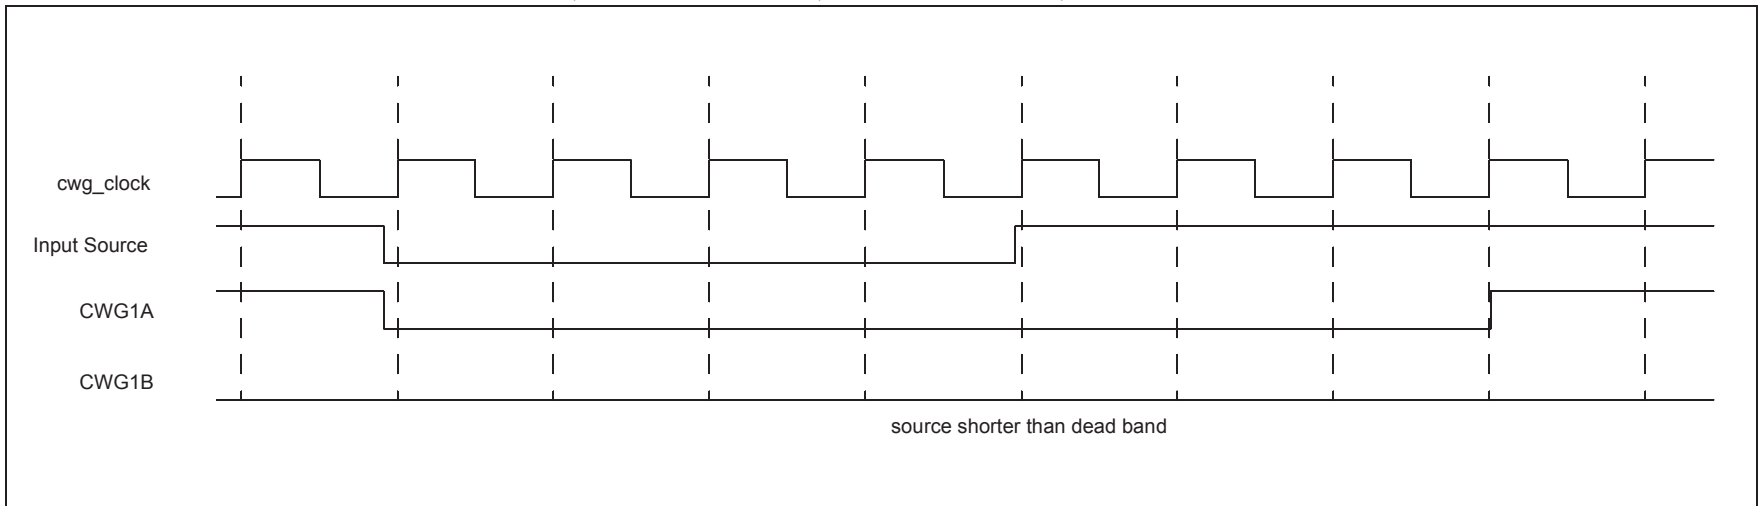 cwg_clock
Input Source
CWG1A
CWG1B
source shorter than dead band